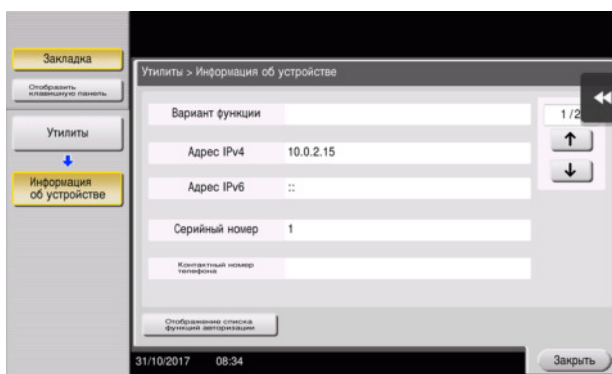 Закладка
Отобразить
клавишную панель
Утилиты
Информация
об устройстве
Утилиты > Информация об устройстве
Вариант функции
Адрес IPv4 10.0.2.15
Адрес IPv6 ::
Серийный номер 1
Контактный номер
телефона
1/2
Отображение списка
функций авторизации
31/10/2017 08:34
Закрыть